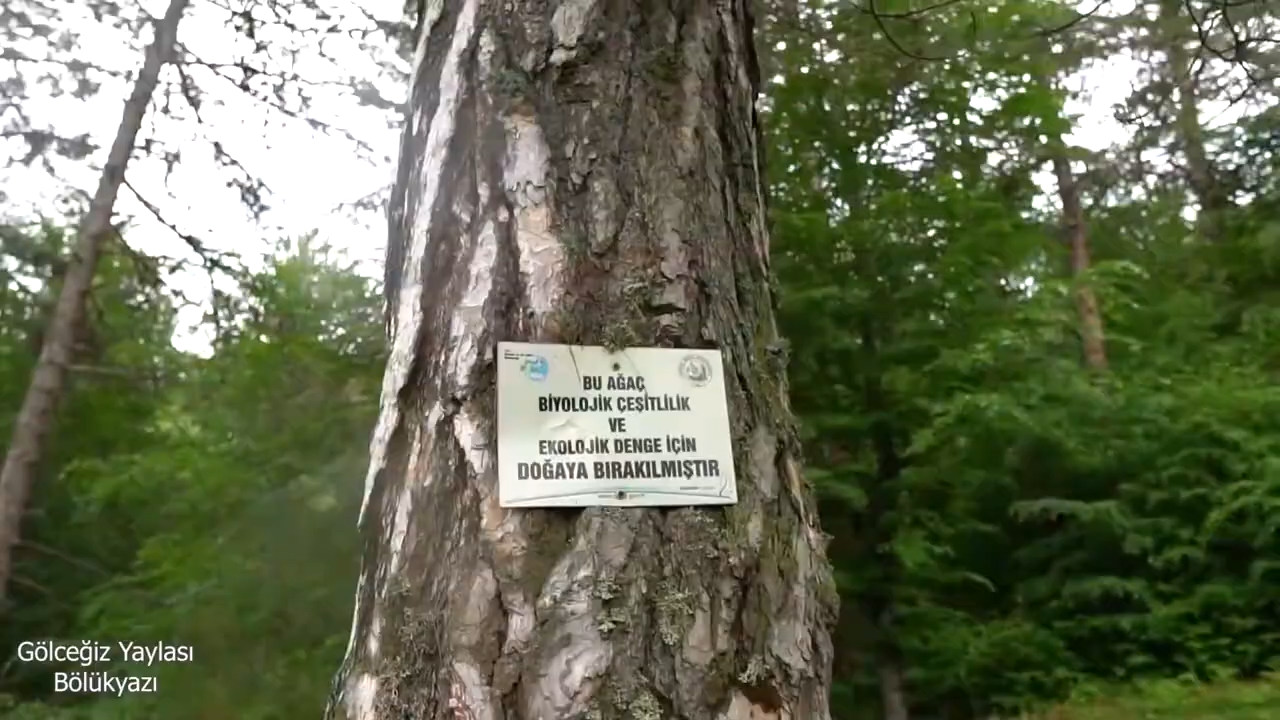 BU AĞAÇ
BİYOLOJİK ÇEŞİTLİLİK
VE
EKOLOJİK DENGE İÇİN
DOĞAYA BIRAKILMIŞTIR
Gölceğiz Yaylası
Bölükyazı